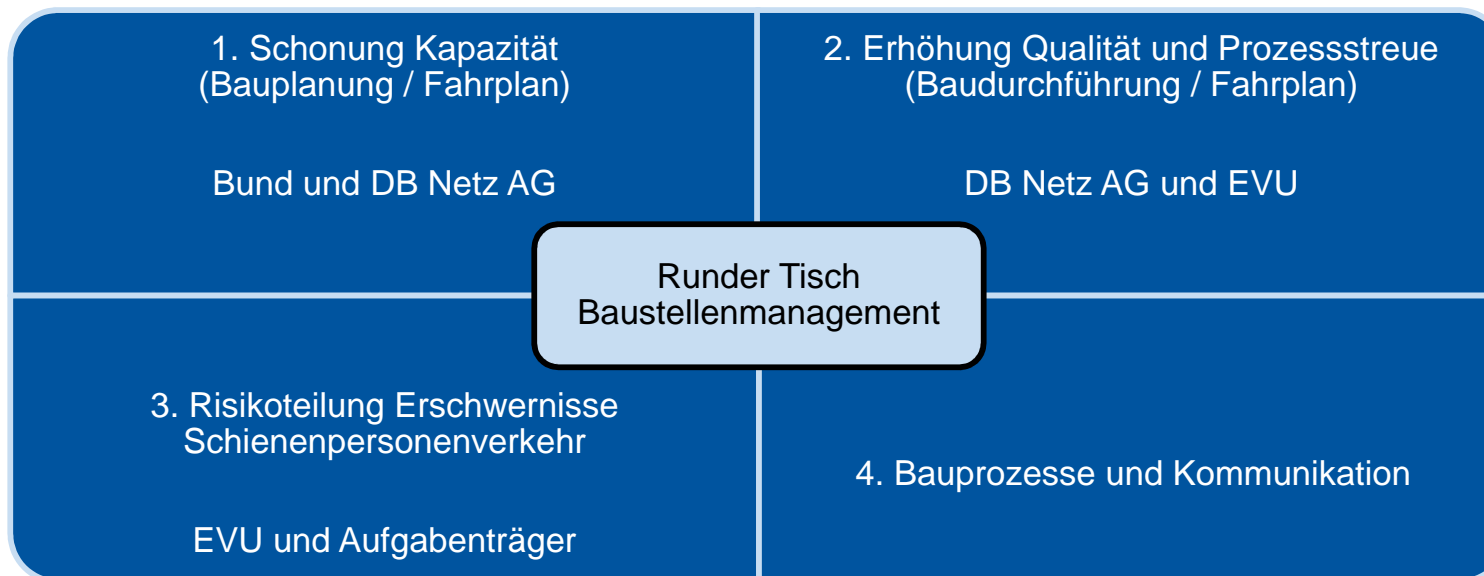 1. Schonung Kapazität
(Bauplanung / Fahrplan)
Bund und DB Netz AG
2. Erhöhung Qualität und Prozessstreue
(Baudurchführung / Fahrplan)
DB Netz AG und EVU
Runder Tisch
Baustellenmanagement
3. Risikoteilung Erschwernisse
Schienenpersonenverkehr
EVU und Aufgabenträger
4. Bauprozesse und Kommunikation